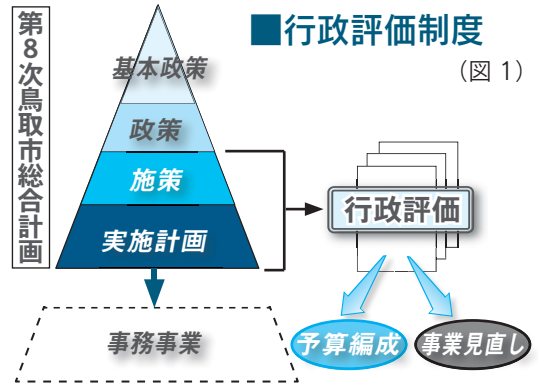 ■行政評価制度
（図 1）
第8次鳥取市総合計画
基本政策
政策
施策
実施計画
行政評価
事務事業
予算編成
事業見直し